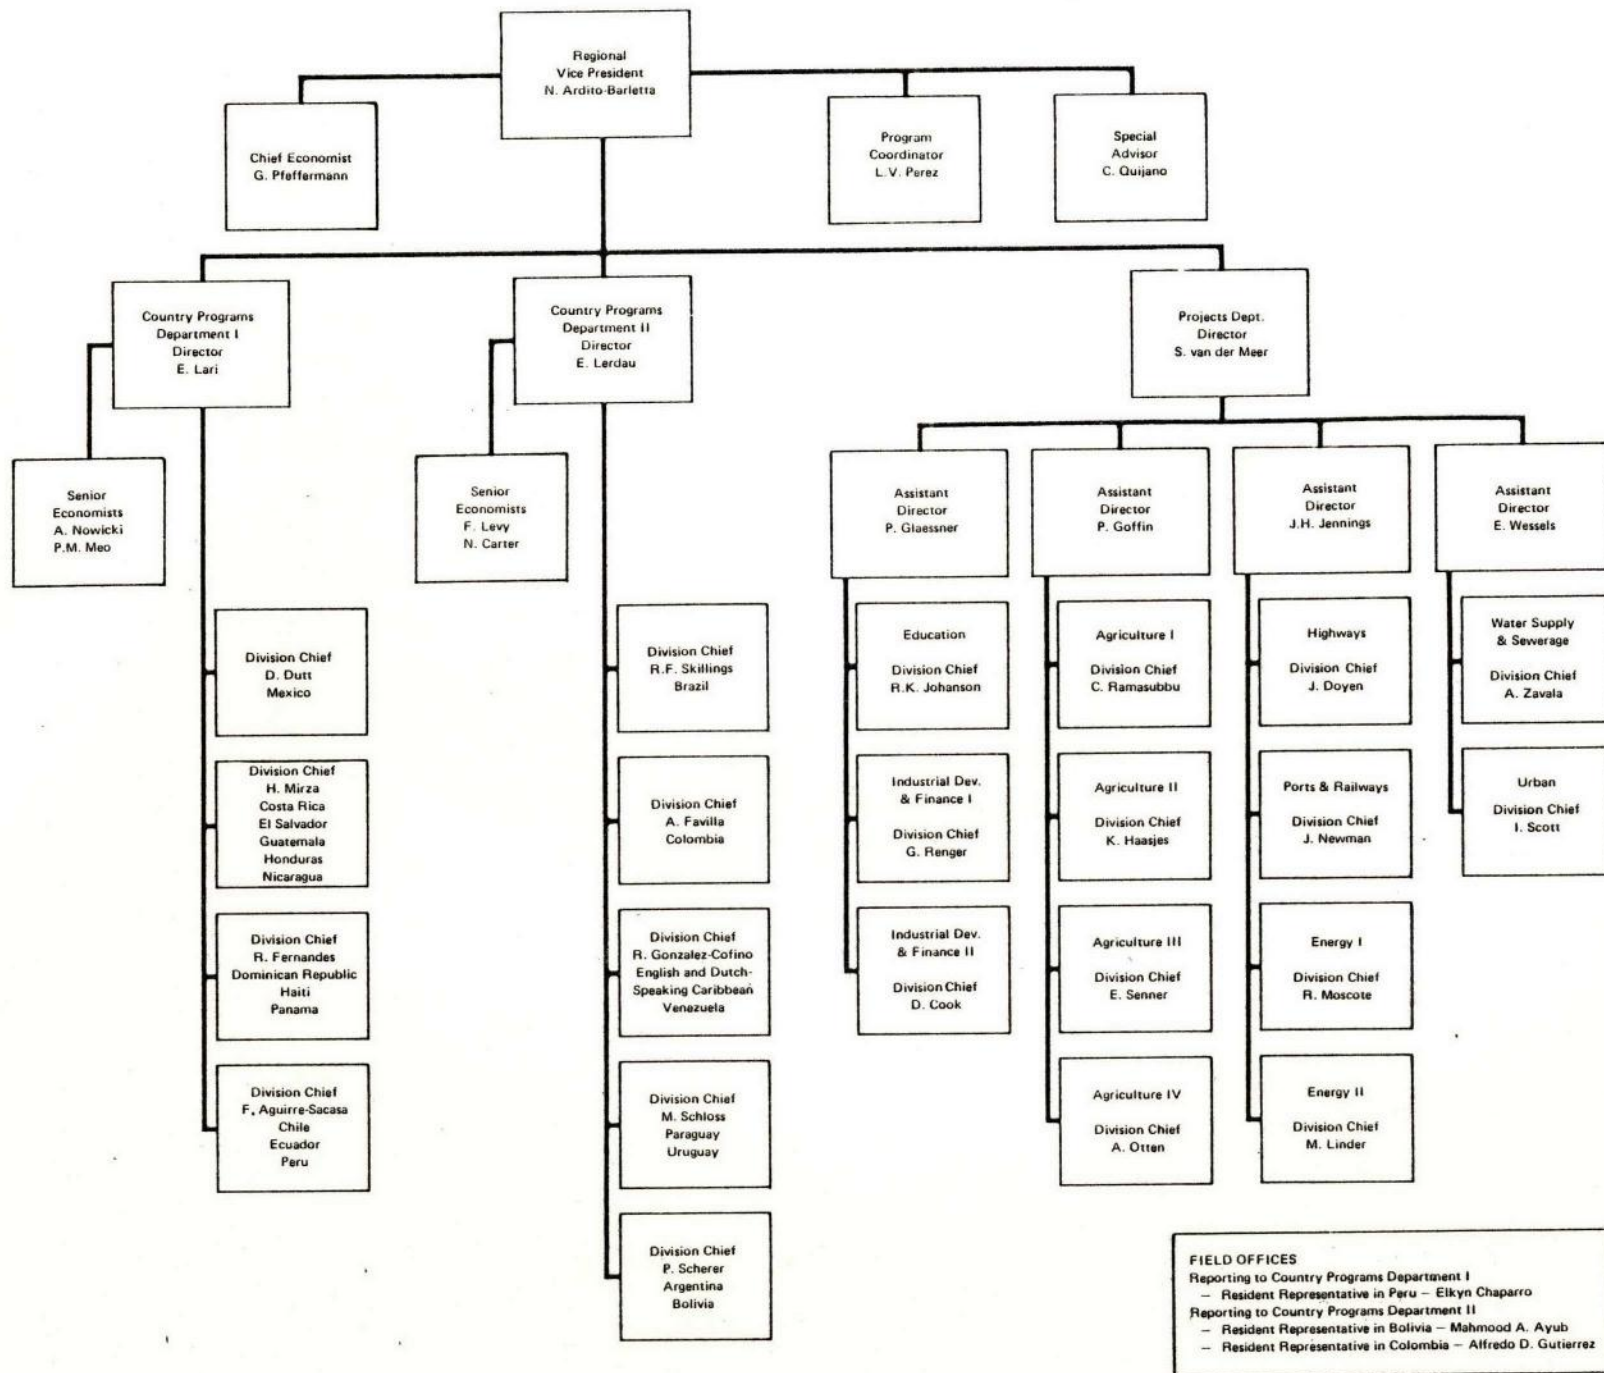 Regional
Vice President
N. Ardito-Barletta
Chief Economist
G. Pfeffermann
Program
Coordinator
L.V. Perez
Special
Advisor
C. Quijano
Country Programs
Department I
Director
E. Lari
Country Programs
Department II
Director
E. Lerdau
Projects Dept.
Director
S. van der Meer
Senior
Economists
A. Nowicki
P.M. Meo
Senior
Economists
F. Levy
N. Carter
Assistant
Director
P. Glaessner
Assistant
Director
P. Goffin
Assistant
Director
J.H. Jennings
Assistant
Director
E. Wessels
Division Chief
D. Dutt
Mexico
Division Chief
H. Mirza
Costa Rica
El Salvador
Guatemala
Honduras
Nicaragua
Division Chief
R. Fernandes
Dominican Republic
Haiti
Panama
Division Chief
F. Aguirre-Sacasa
Chile
Ecuador
Peru
Division Chief
R.F. Skillings
Brazil
Division Chief
A. Favilla
Colombia
Division Chief
R. Gonzalez-Cofino
English and Dutch-
Speaking Caribbean
Venezuela
Division Chief
M. Schloss
Paraguay
Uruguay
Division Chief
P. Scherer
Argentina
Bolivia
Education
Division Chief
R.K. Johanson
Industrial Dev.
& Finance I
Division Chief
G. Renger
Industrial Dev.
& Finance II
Division Chief
D. Cook
Agriculture I
Division Chief
C. Ramasubbu
Agriculture II
Division Chief
K. Haasjes
Agriculture III
Division Chief
E. Senner
Agriculture IV
Division Chief
A. Otten
Highways
Division Chief
J. Doyen
Ports & Railways
Division Chief
J. Newman
Energy I
Division Chief
R. Moscote
Energy II
Division Chief
M. Linder
Water Supply
& Sewerage
Division Chief
A. Zavala
Urban
Division Chief
I. Scott
FIELD OFFICES
Reporting to Country Programs Department I
– Resident Representative in Peru – Elkyn Chaparro
Reporting to Country Programs Department II
– Resident Representative in Bolivia – Mahmood A. Ayub
– Resident Representative in Colombia – Alfredo D. Gutierrez